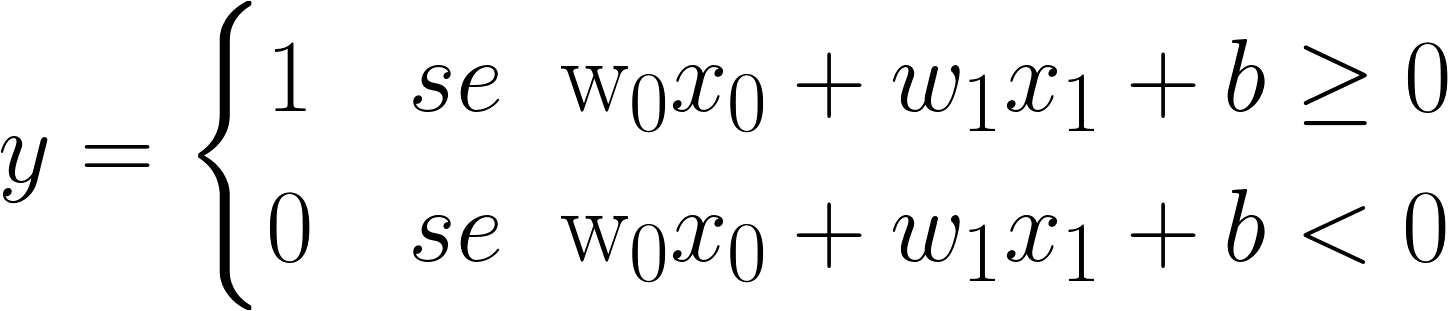 y =
1 se w₀x₀ + w₁x₁ + b ≥ 0
0 se w₀x₀ + w₁x₁ + b < 0